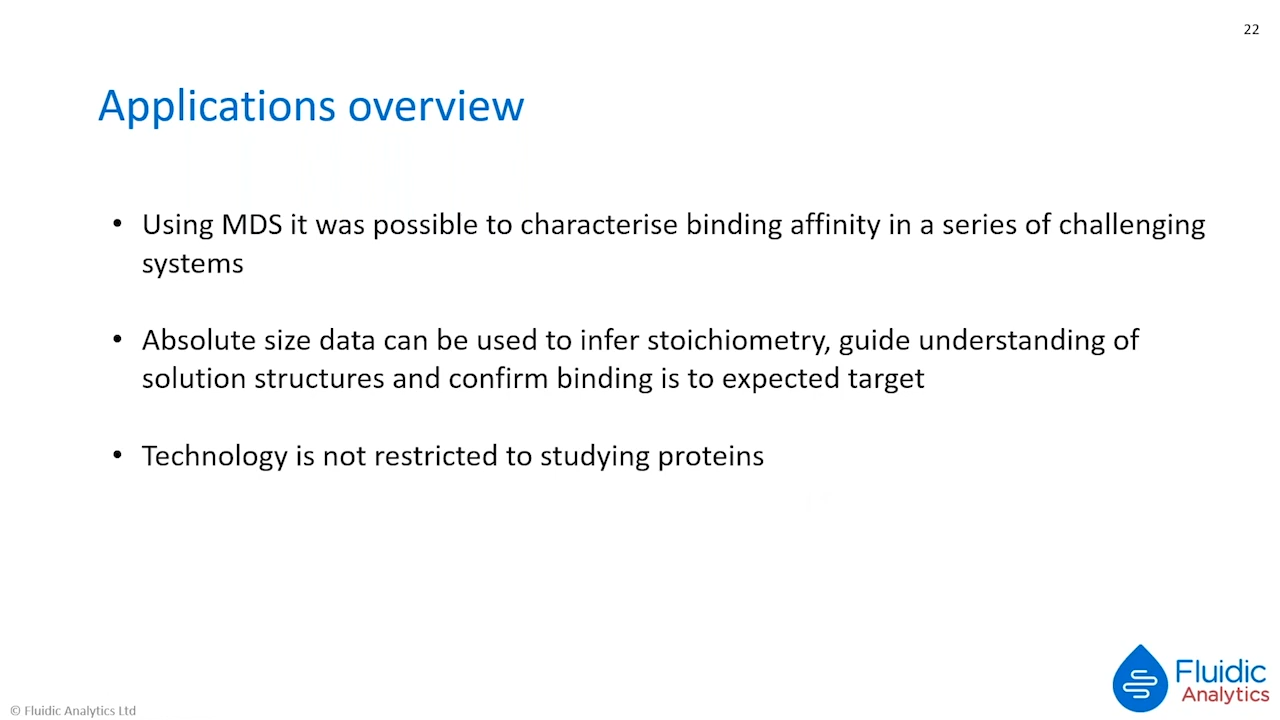 22
Applications overview
• Using MDS it was possible to characterise binding affinity in a series of challenging
systems
• Absolute size data can be used to infer stoichiometry, guide understanding of
solution structures and confirm binding is to expected target
• Technology is not restricted to studying proteins
Fluidic
Analytics
© Fluidic Analytics Ltd